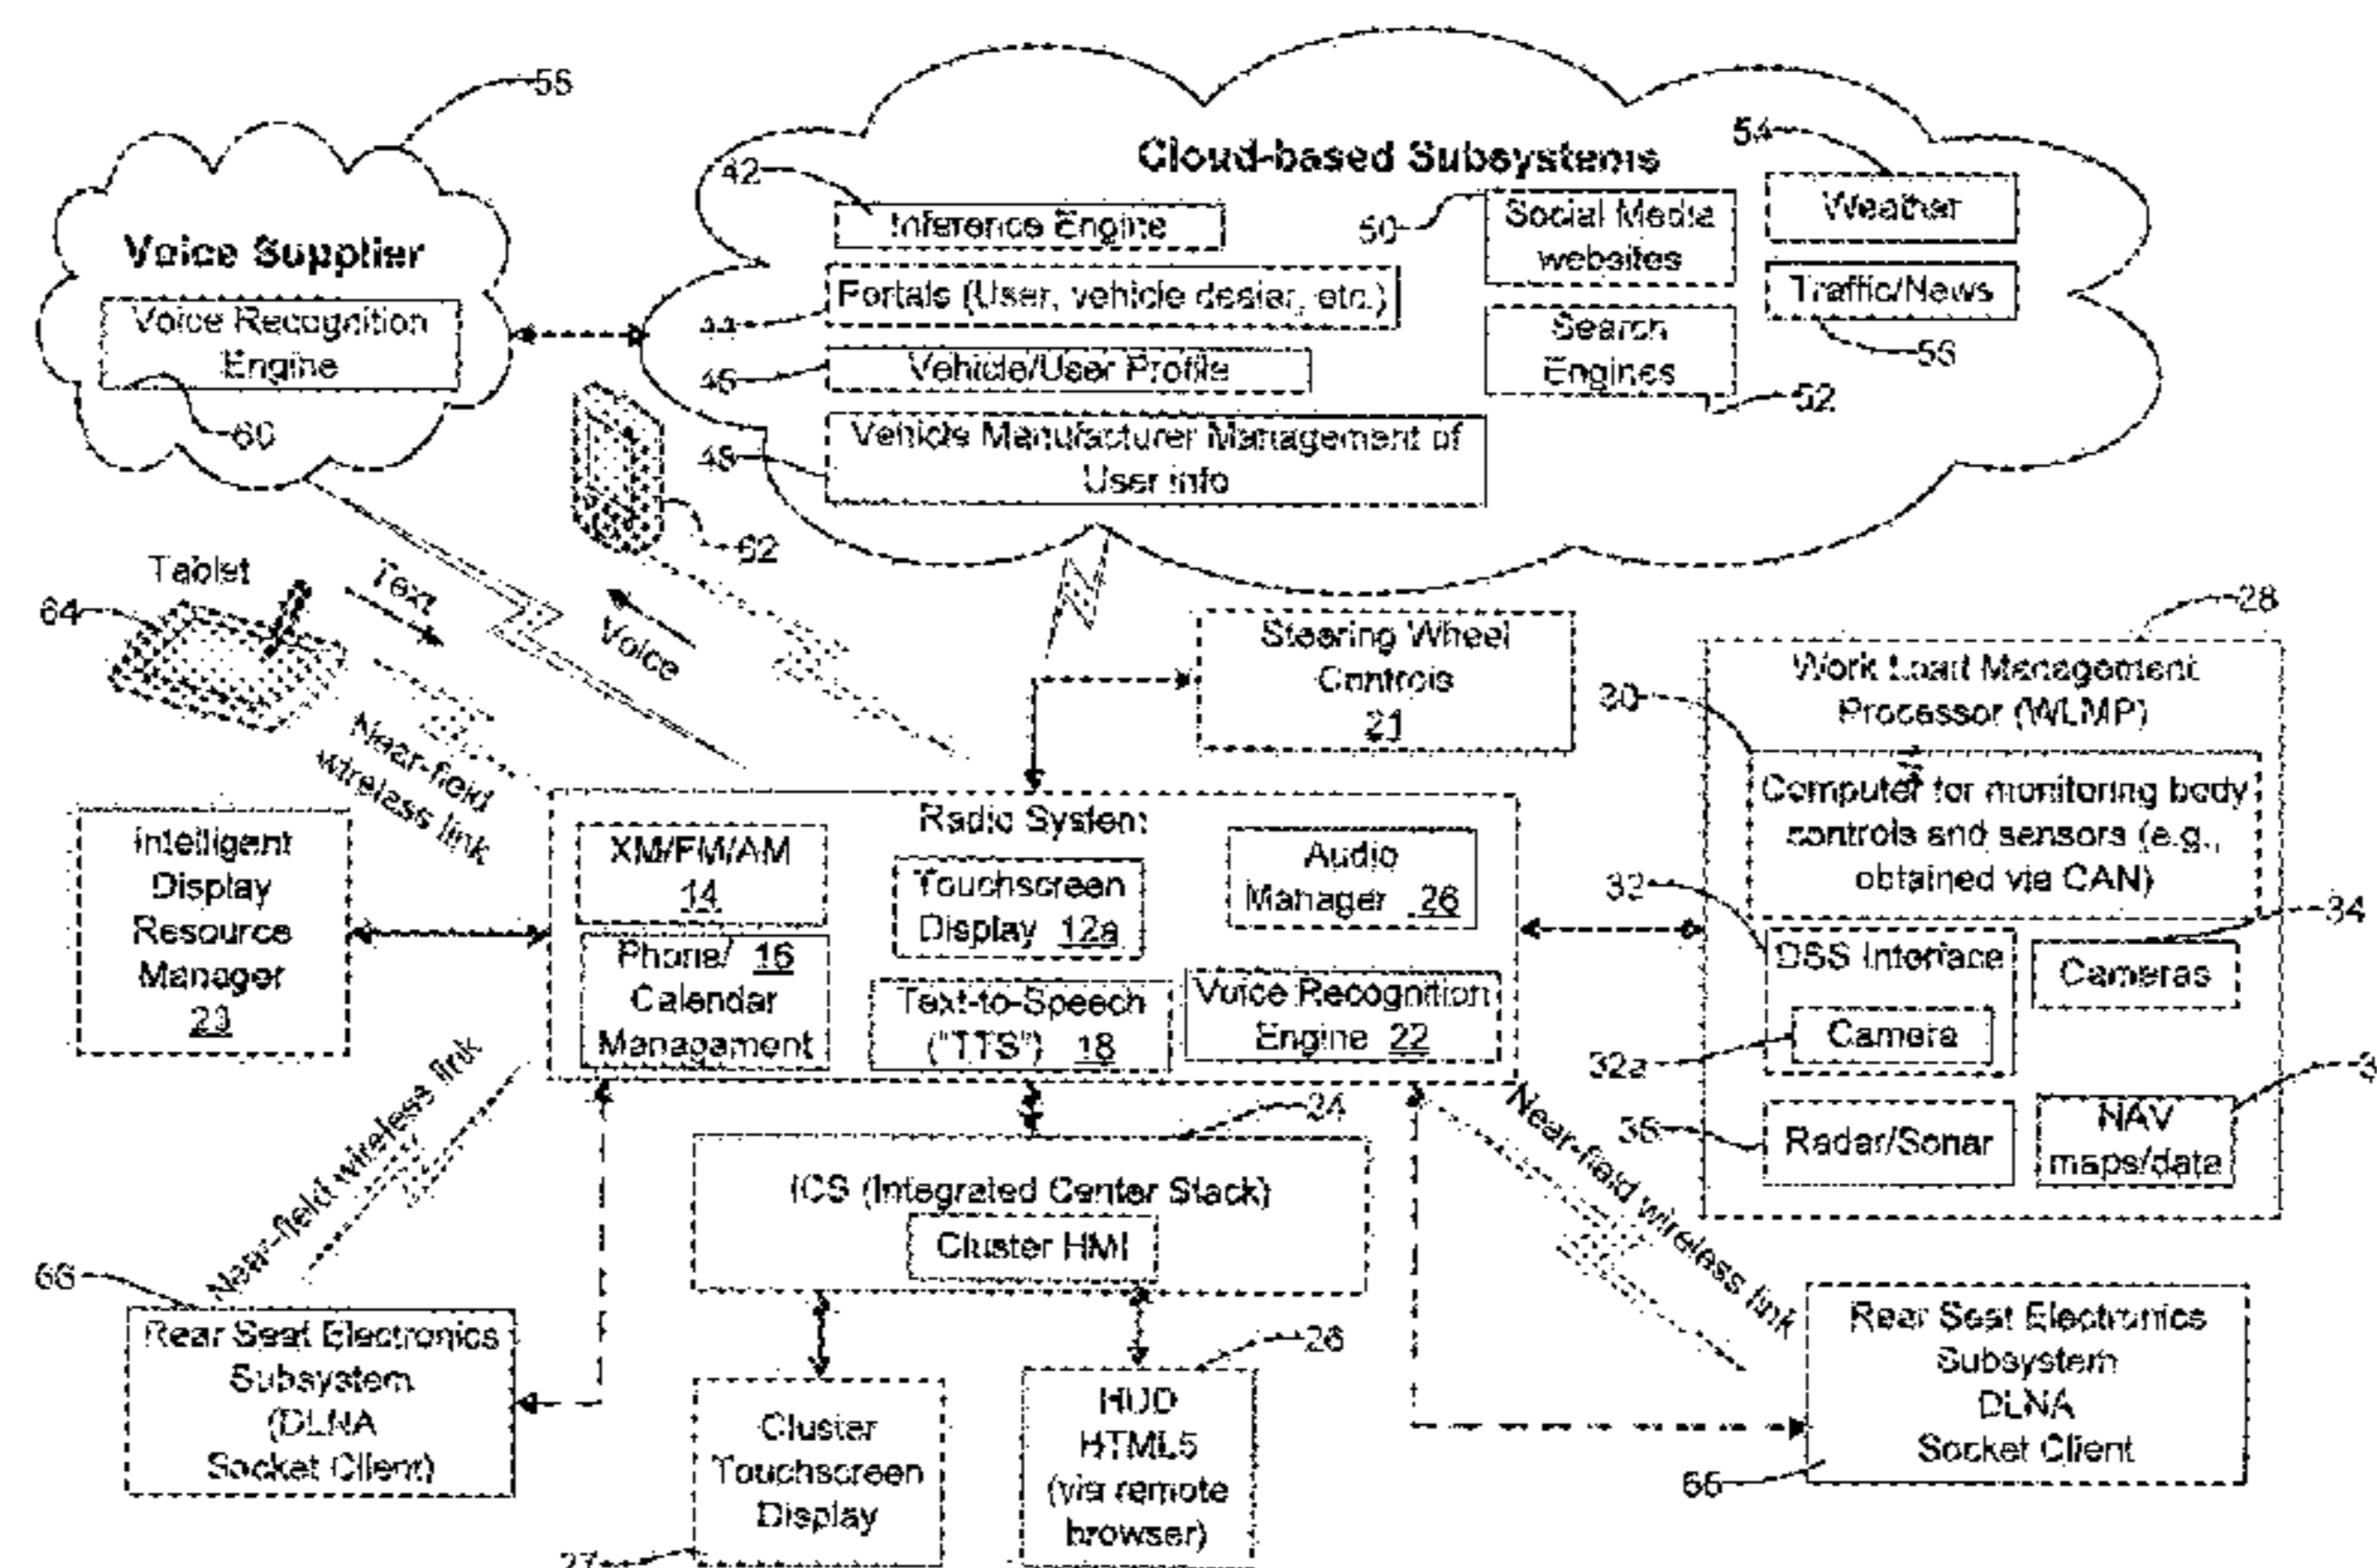 58
Voice Supplier
Voice Recognition
Engine
60
Cloud-based Subsystems
42
Inference Engine
Portals (User, vehicle dealer, etc.)
44
Vehicle/User Profile
46
Vehicle Manufacturer Management of
User info
48
50
Social Media
websites
Search
Engines
52
54
Weather
Traffic/News
56
62
Tablet
64
Text
Voice
Near-field
wireless link
Steering Wheel
Controls
21
28
Work Load Management
Processor (WLMP)
30
Computer for monitoring body
controls and sensors (e.g.,
obtained via CAN)
32
DSS Interface
Camera
32a
34
Cameras
36
Radar/Sonar
NAV
maps/data
3
Intelligent
Display
Resource
Manager
23
Radio System
XM/FM/AM
14
Phone/ 16
Calendar
Management
Touchscreen
Display 12a
Text-to-Speech
("TTS") 18
Audio
Manager 26
Voice Recognition
Engine 22
24
ICS (Integrated Center Stack)
Cluster HMI
Near-field wireless link
Near-field wireless link
66
Rear Seat Electronics
Subsystem
(DLNA
Socket Client)
Cluster
Touchscreen
Display
27
26
HUD
HTML5
(via remote
browser)
Rear Seat Electronics
Subsystem
DLNA
Socket Client
66